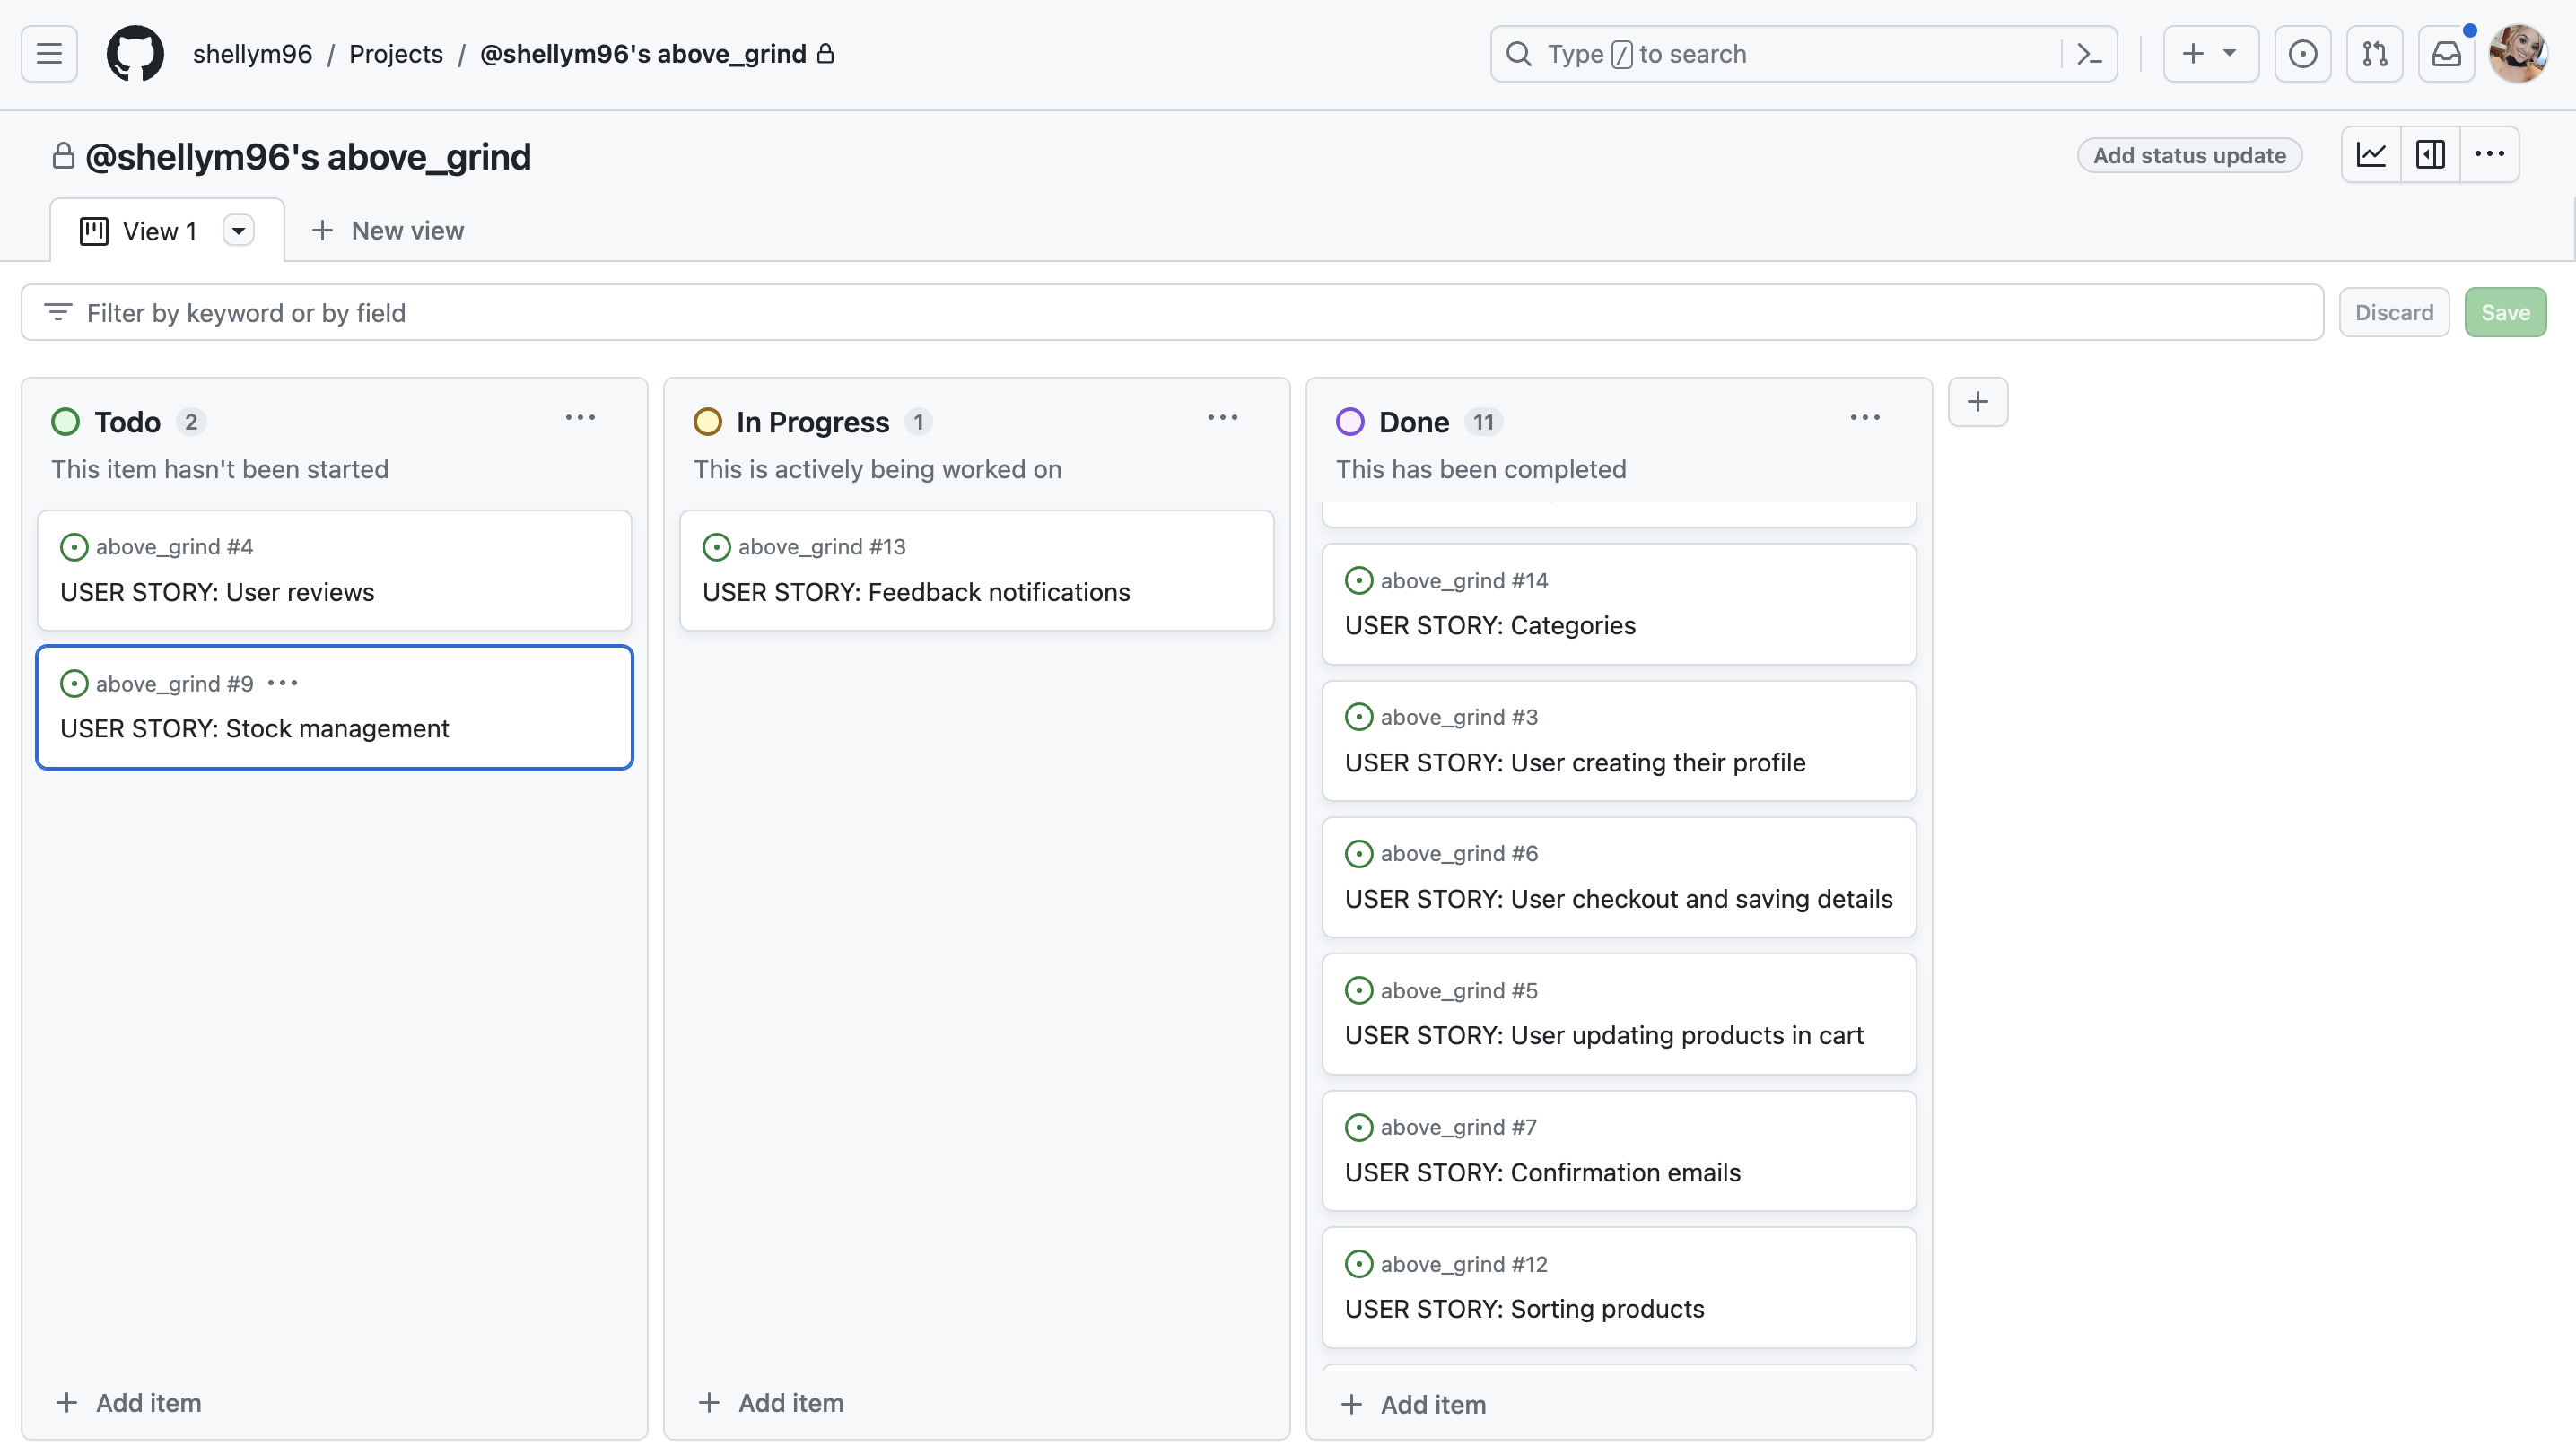 shellym96 / Projects / @shellym96's above_grind
Type / to search
@shellym96's above_grind
Add status update
View 1
New view
Filter by keyword or by field
Discard
Save
Todo 2
This item hasn't been started
above_grind #4
USER STORY: User reviews
above_grind #9
USER STORY: Stock management
Add item
In Progress 1
This is actively being worked on
above_grind #13
USER STORY: Feedback notifications
Add item
Done 11
This has been completed
above_grind #14
USER STORY: Categories
above_grind #3
USER STORY: User creating their profile
above_grind #6
USER STORY: User checkout and saving details
above_grind #5
USER STORY: User updating products in cart
above_grind #7
USER STORY: Confirmation emails
above_grind #12
USER STORY: Sorting products
Add item